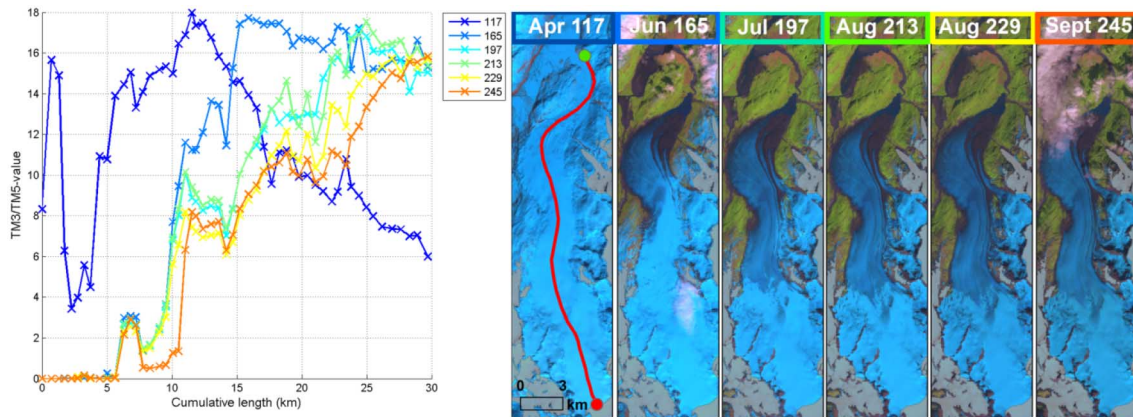 18
16
14
12
10
8
6
4
2
0
TM3/TM5-value
0 5 10 15 20 25 30
Cumulative length (km)
117
165
197
213
229
245
Apr 117
Jun 165
Jul 197
Aug 213
Aug 229
Sept 245
0 3
km